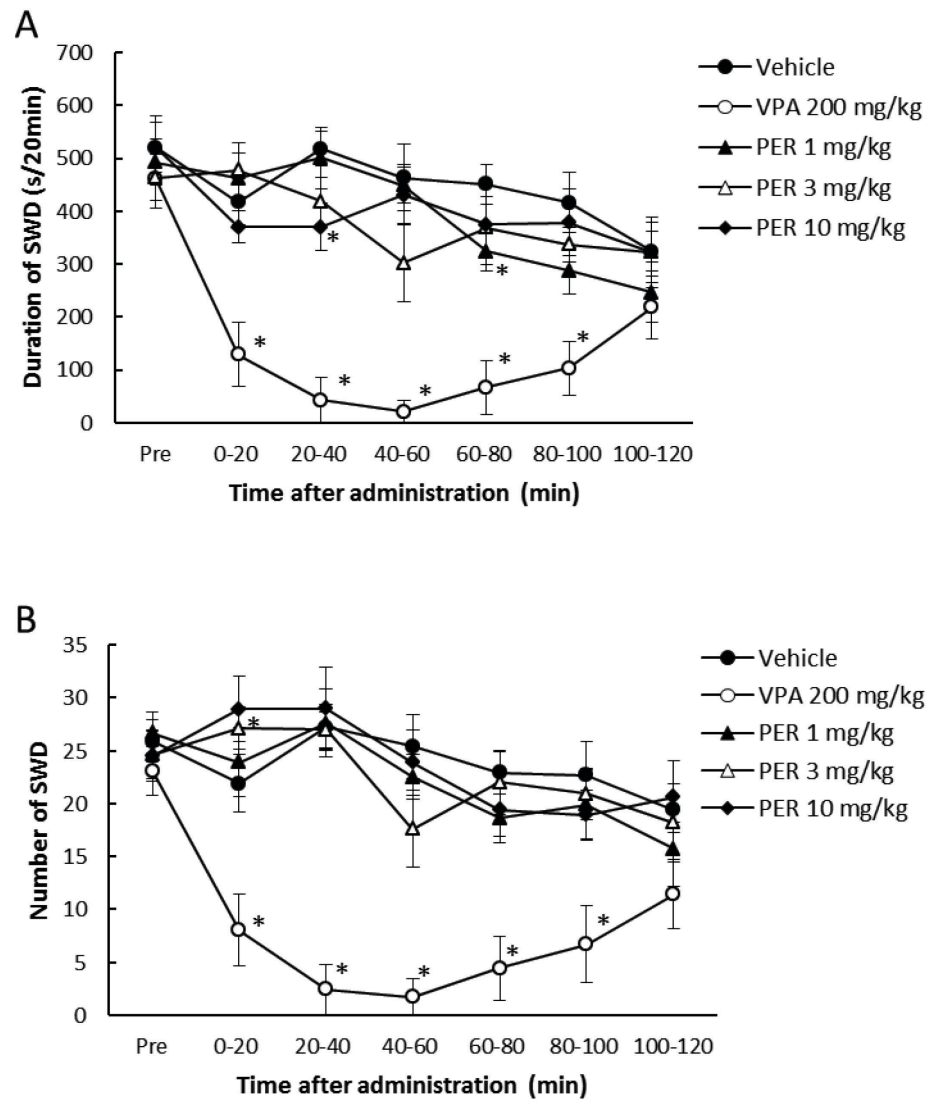 A
700
600
500
400
300
200
100
0
Duration of SWD (s/20min)
*
*
*
*
*
*
*
Pre 0-20 20-40 40-60 60-80 80-100 100-120
Time after administration (min)
Vehicle
VPA 200 mg/kg
PER 1 mg/kg
PER 3 mg/kg
PER 10 mg/kg
B
35
30
25
20
15
10
5
0
Number of SWD
*
*
*
*
*
*
Pre 0-20 20-40 40-60 60-80 80-100 100-120
Time after administration (min)
Vehicle
VPA 200 mg/kg
PER 1 mg/kg
PER 3 mg/kg
PER 10 mg/kg